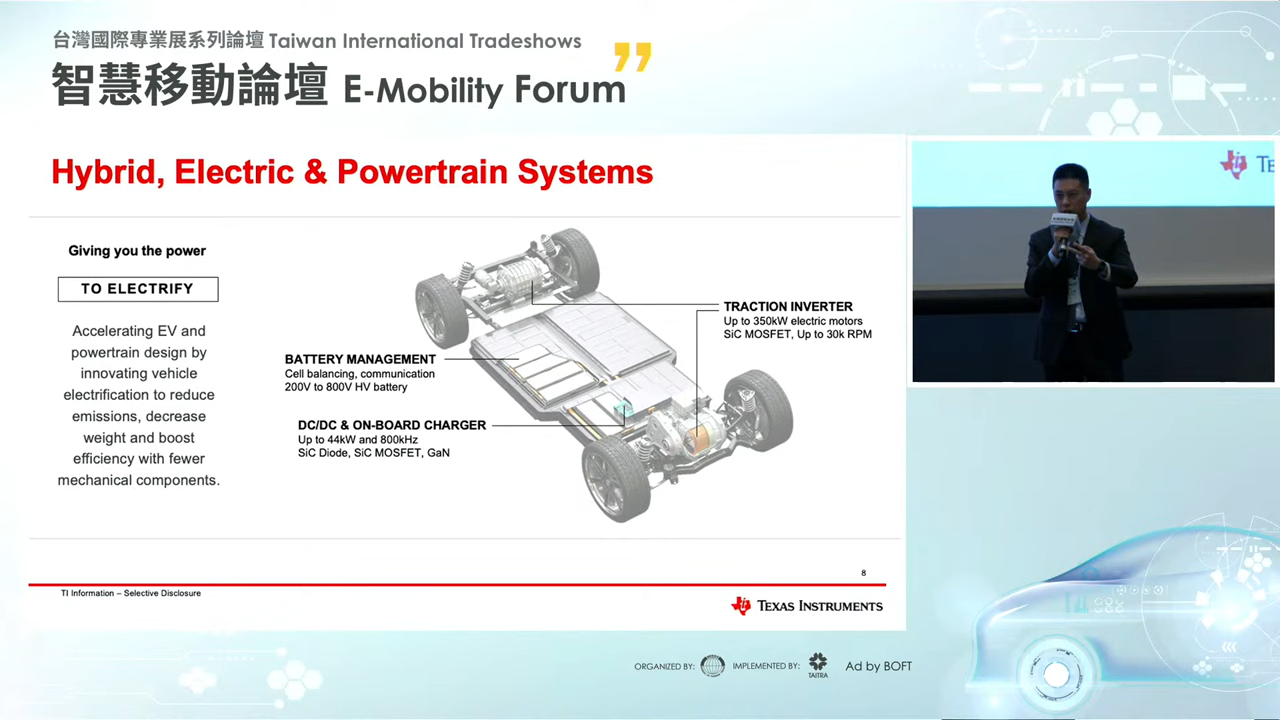 台灣國際專業展系列論壇 Taiwan International Tradeshows
智慧移動論壇 E-Mobility Forum
Hybrid, Electric & Powertrain Systems
Giving you the power
TO ELECTRIFY
Accelerating EV and
powertrain design by
innovating vehicle
electrification to reduce
emissions, decrease
weight and boost
efficiency with fewer
mechanical components.
BATTERY MANAGEMENT
Cell balancing, communication
200V to 800V HV battery
DC/DC & ON-BOARD CHARGER
Up to 44kW and 800kHz
SiC Diode, SiC MOSFET, GaN
TRACTION INVERTER
Up to 350kW electric motors
SiC MOSFET, Up to 30k RPM
8
TI Information – Selective Disclosure
TEXAS INSTRUMENTS
TE
ORGANIZED BY: IMPLEMENTED BY: TAITRA Ad by BOFT